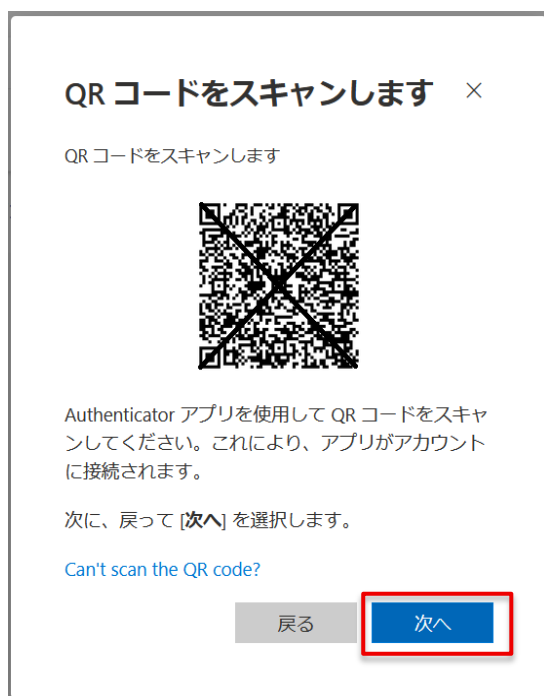 QR コードをスキャンします
QR コードをスキャンします
Authenticator アプリを使用して QR コードをスキャ
ンしてください。これにより、アプリがアカウント
に接続されます。
次に、戻って [次へ] を選択します。
Can't scan the QR code?
戻る
次へ